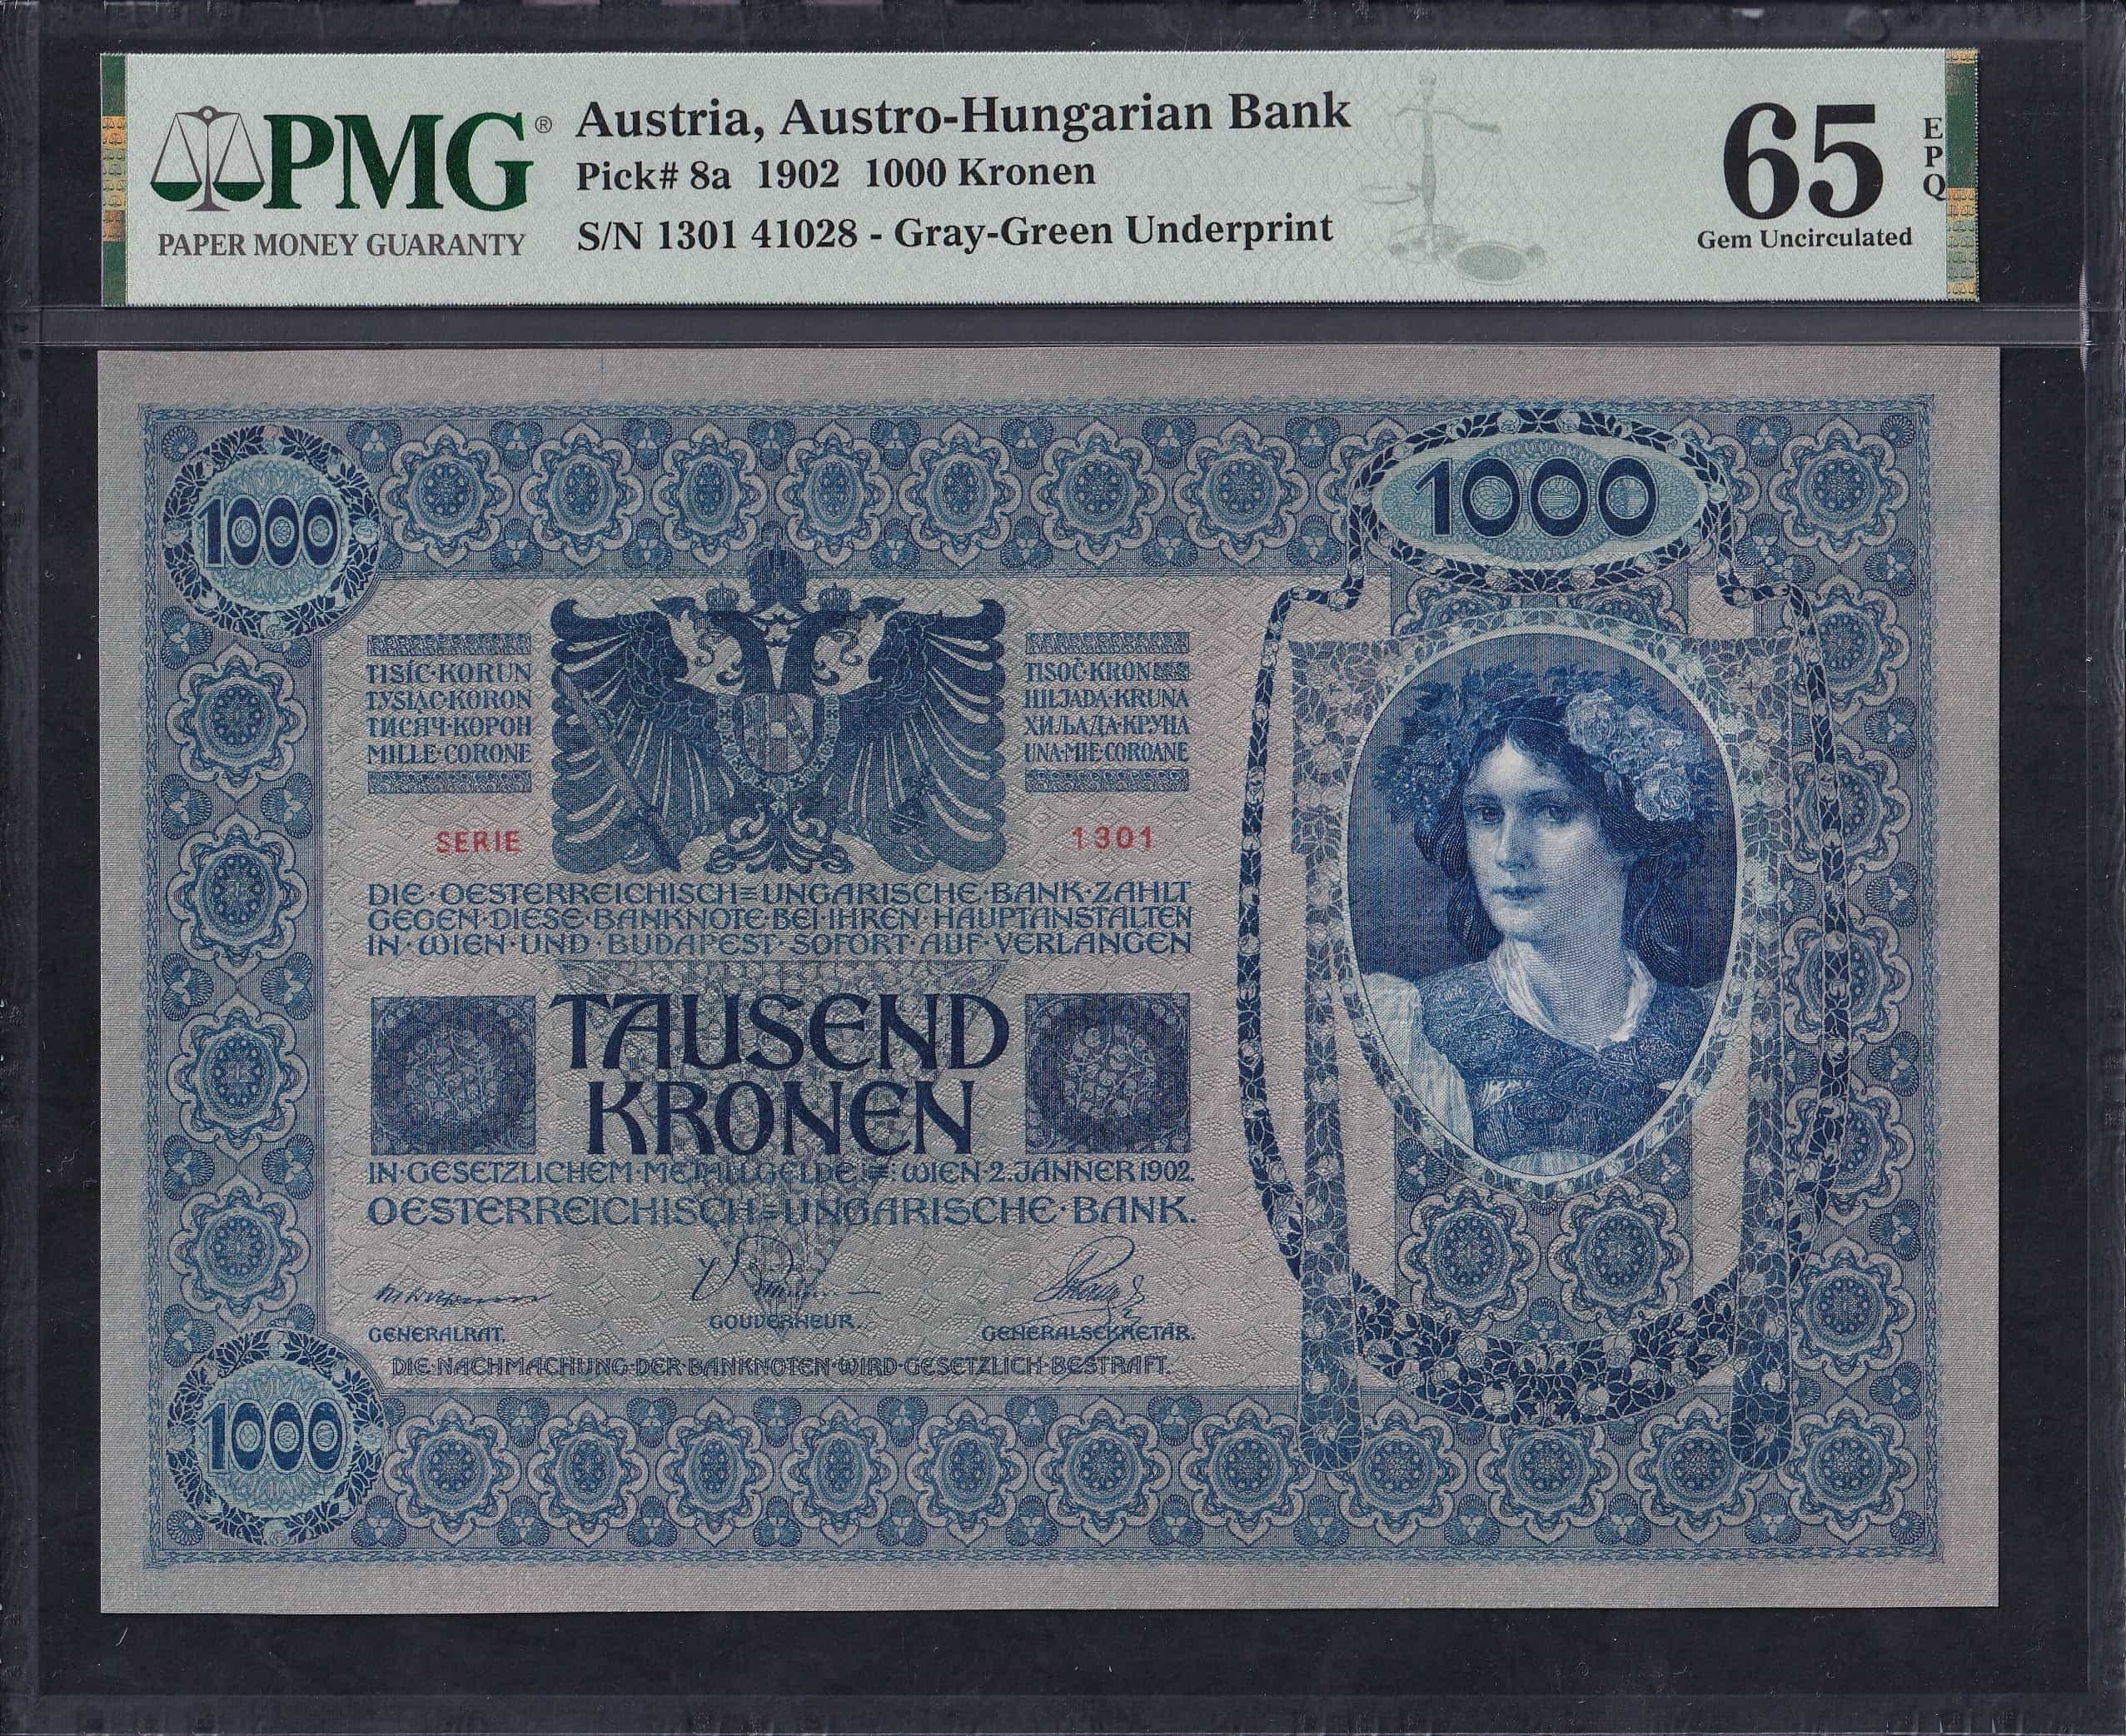 PMG®
PAPER MONEY GUARANTY
Austria, Austro-Hungarian Bank
Pick# 8a 1902 1000 Kronen
S/N 1301 41028 - Gray-Green Underprint
65
EPQ
Gem Uncirculated
1000
1000
TISÍC·KORUN
TYSIĄC·KORON
ТИСЯЧ·КОРОН
MILLE·CORONE
TISOČ·KRON
HILJADA·KRUNA
ХИЉАДА·КРУНА
UNA·MIE·COROANE
SERIE
1301
DIE·OESTERREICHISCH=UNGARISCHE·BANK·ZAHLT
GEGEN·DIESE·BANKNOTE·BEI·IHREN·HAUPTANSTALTEN
IN·WIEN·UND·BUDAPEST·SOFORT·AUF·VERLANGEN
TAUSEND
KRONEN
IN·GESETZLICHEM·METALLGELDE=:WIEN·2.JÄNNER 1902.
OESTERREICHISCH=UNGARISCHE·BANK.
GENERALRAT.
GOUVERNEUR.
GENERALSEKRETÄR.
DIE·NACHMACHUNG·DER·BANKNOTEN·WIRD·GESETZLICH·BESTRAFT.
1000